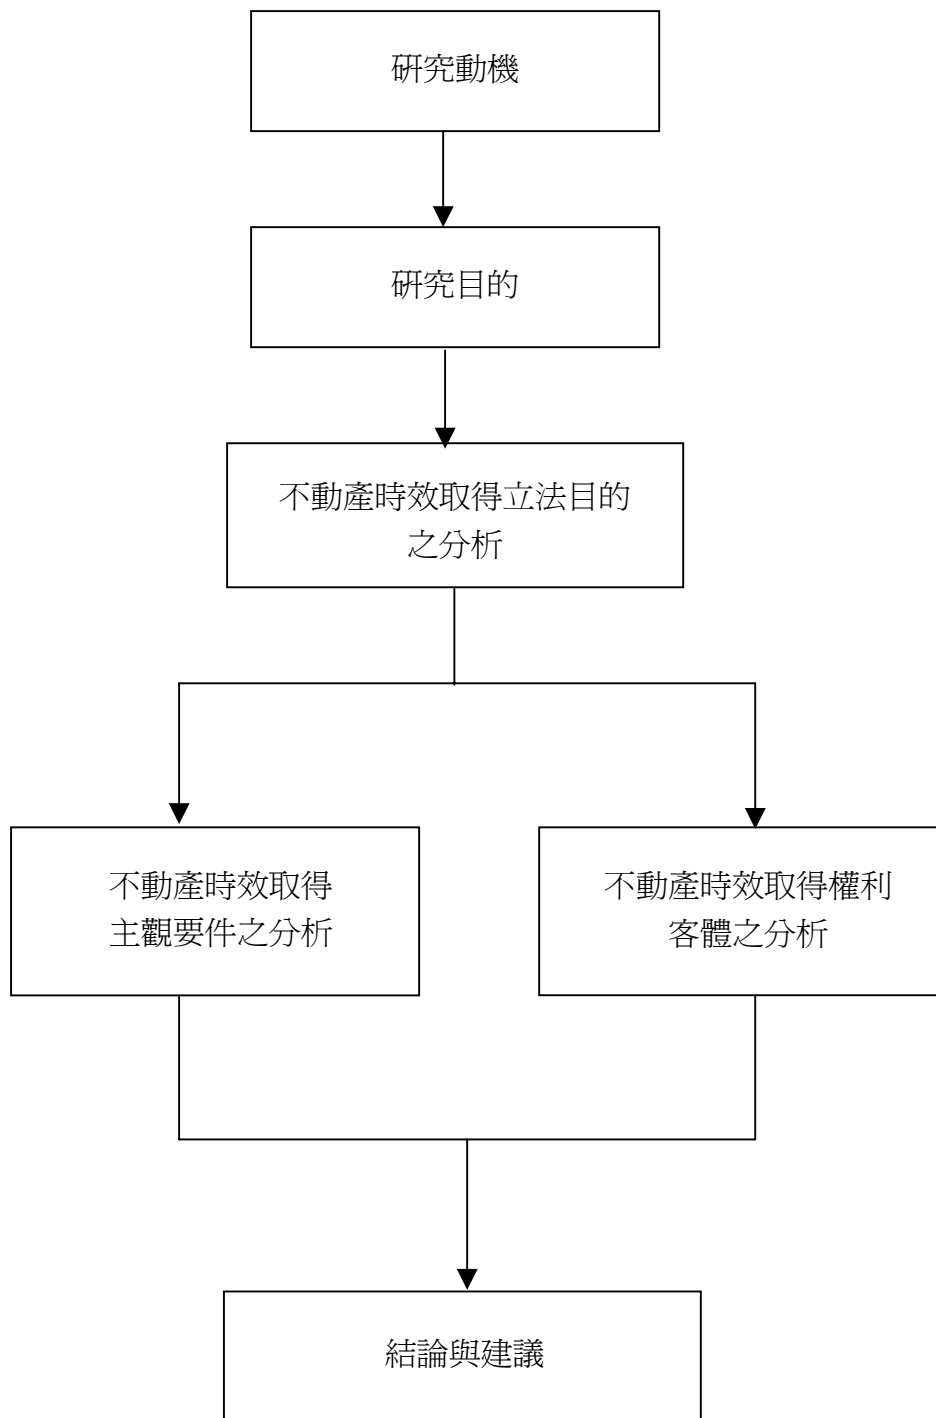 研究動機
研究目的
不動產時效取得立法目的
之分析
不動產時效取得
主觀要件之分析
不動產時效取得權利
客體之分析
結論與建議